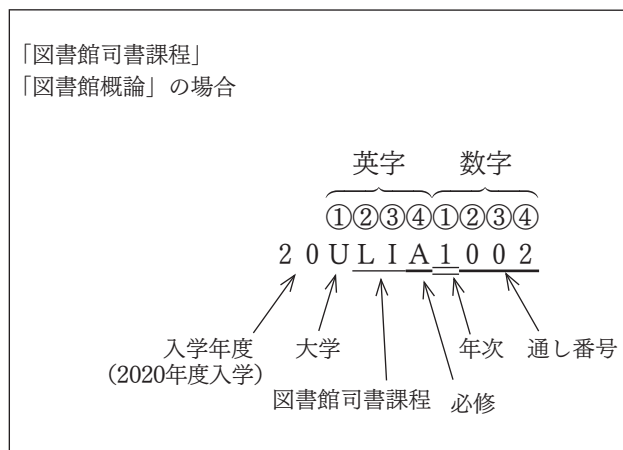 「図書館司書課程」
「図書館概論」の場合
英字 数字
①②③④①②③④
20ULIA1002
入学年度 大学 年次 通し番号
（2020年度入学）
図書館司書課程 必修